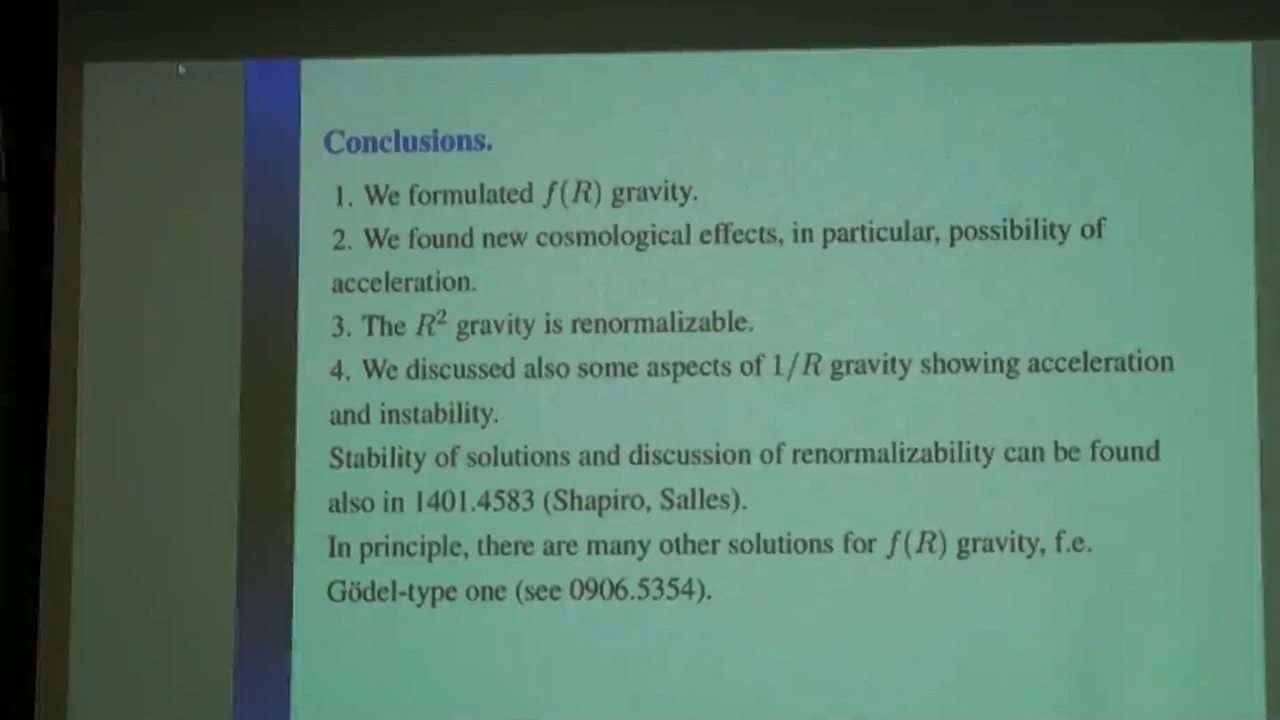 Conclusions.
1. We formulated f(R) gravity.
2. We found new cosmological effects, in particular, possibility of
acceleration.
3. The R² gravity is renormalizable.
4. We discussed also some aspects of 1/R gravity showing acceleration
and instability.
Stability of solutions and discussion of renormalizability can be found
also in 1401.4583 (Shapiro, Salles).
In principle, there are many other solutions for f(R) gravity, f.e.
Gödel-type one (see 0906.5354).